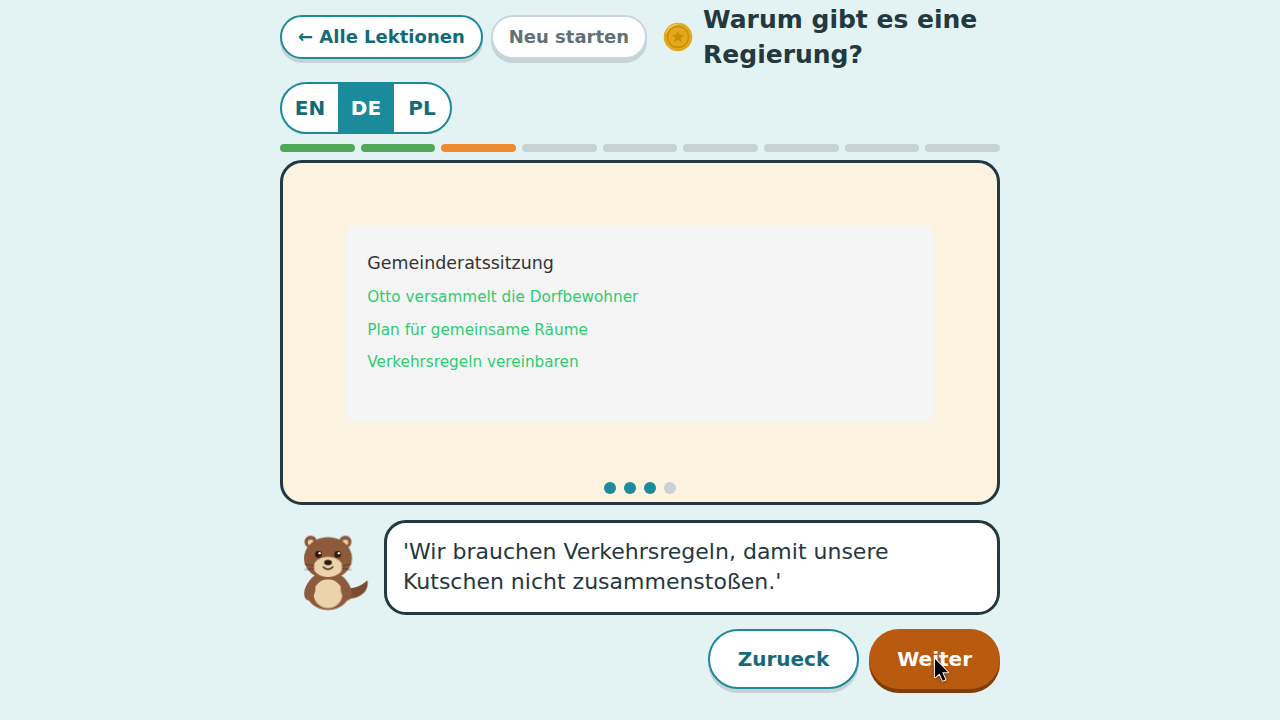 ← Alle Lektionen
Neu starten
Warum gibt es eine
Regierung?
EN DE PL
Gemeinderatssitzung
Otto versammelt die Dorfbewohner
Plan für gemeinsame Räume
Verkehrsregeln vereinbaren
'Wir brauchen Verkehrsregeln, damit unsere
Kutschen nicht zusammenstoßen.'
Zurueck
Weiter